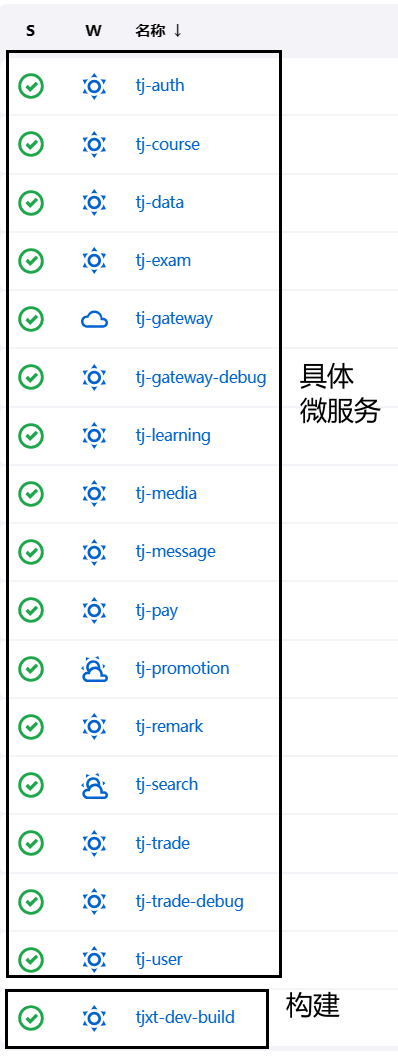 S W 名称 ↓
tj-auth
tj-course
tj-data
tj-exam
tj-gateway
tj-gateway-debug
具体
微服务
tj-learning
tj-media
tj-message
tj-pay
tj-promotion
tj-remark
tj-search
tj-trade
tj-trade-debug
tj-user
tjxt-dev-build
构建